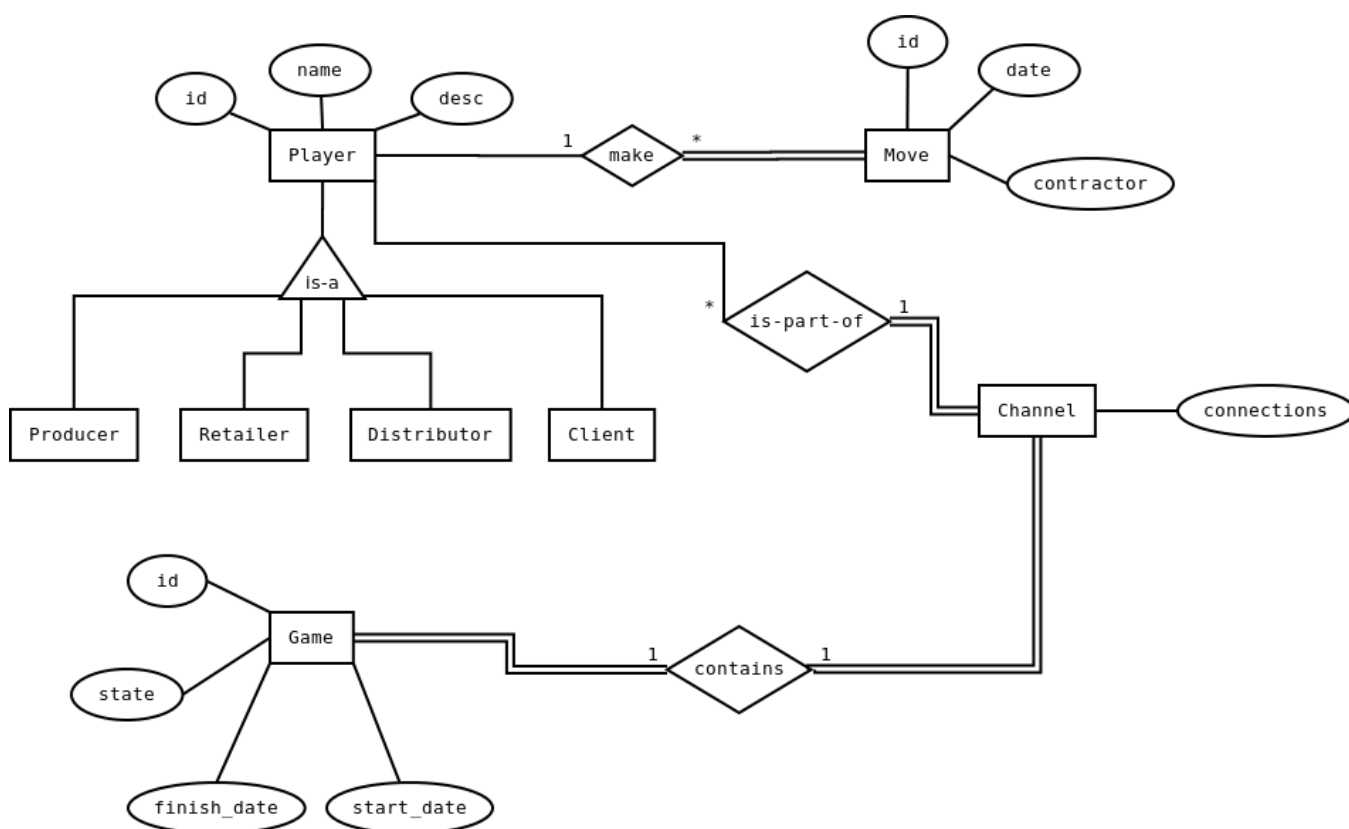 id
name
id
date
desc
1
*
Player
make
Move
contractor
is-a
*
is-part-of
1
Channel
connections
Producer
Retailer
Distributor
Client
id
Game
state
1
contains
1
finish_date
start_date